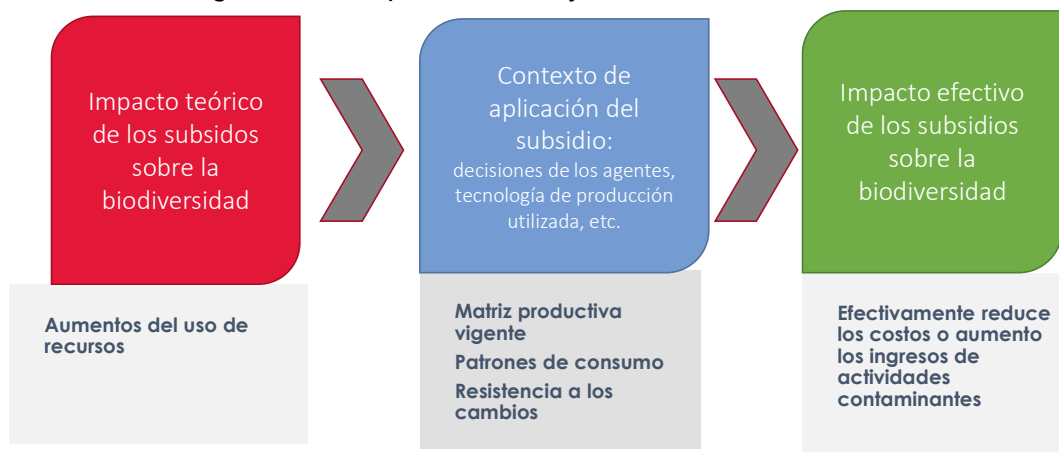 Impacto teórico
de los subsidos
sobre la
biodiversidad
Aumentos del uso de
recursos
Contexto de
aplicación del
subsidio:
decisiones de los agentes,
tecnología de producción
utilizada, etc.
Matriz productiva
vigente
Patrones de consumo
Resistencia a los
cambios
Impacto efectivo
de los subsidios
sobre la
biodiversidad
Efectivamente reduce
los costos o aumento
los ingresos de
actividades
contaminantes